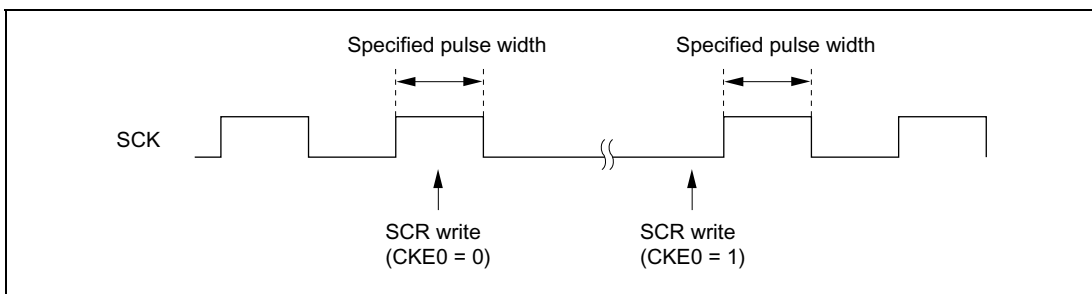 Specified pulse width
Specified pulse width
SCK
SCR write
(CKE0 = 0)
SCR write
(CKE0 = 1)